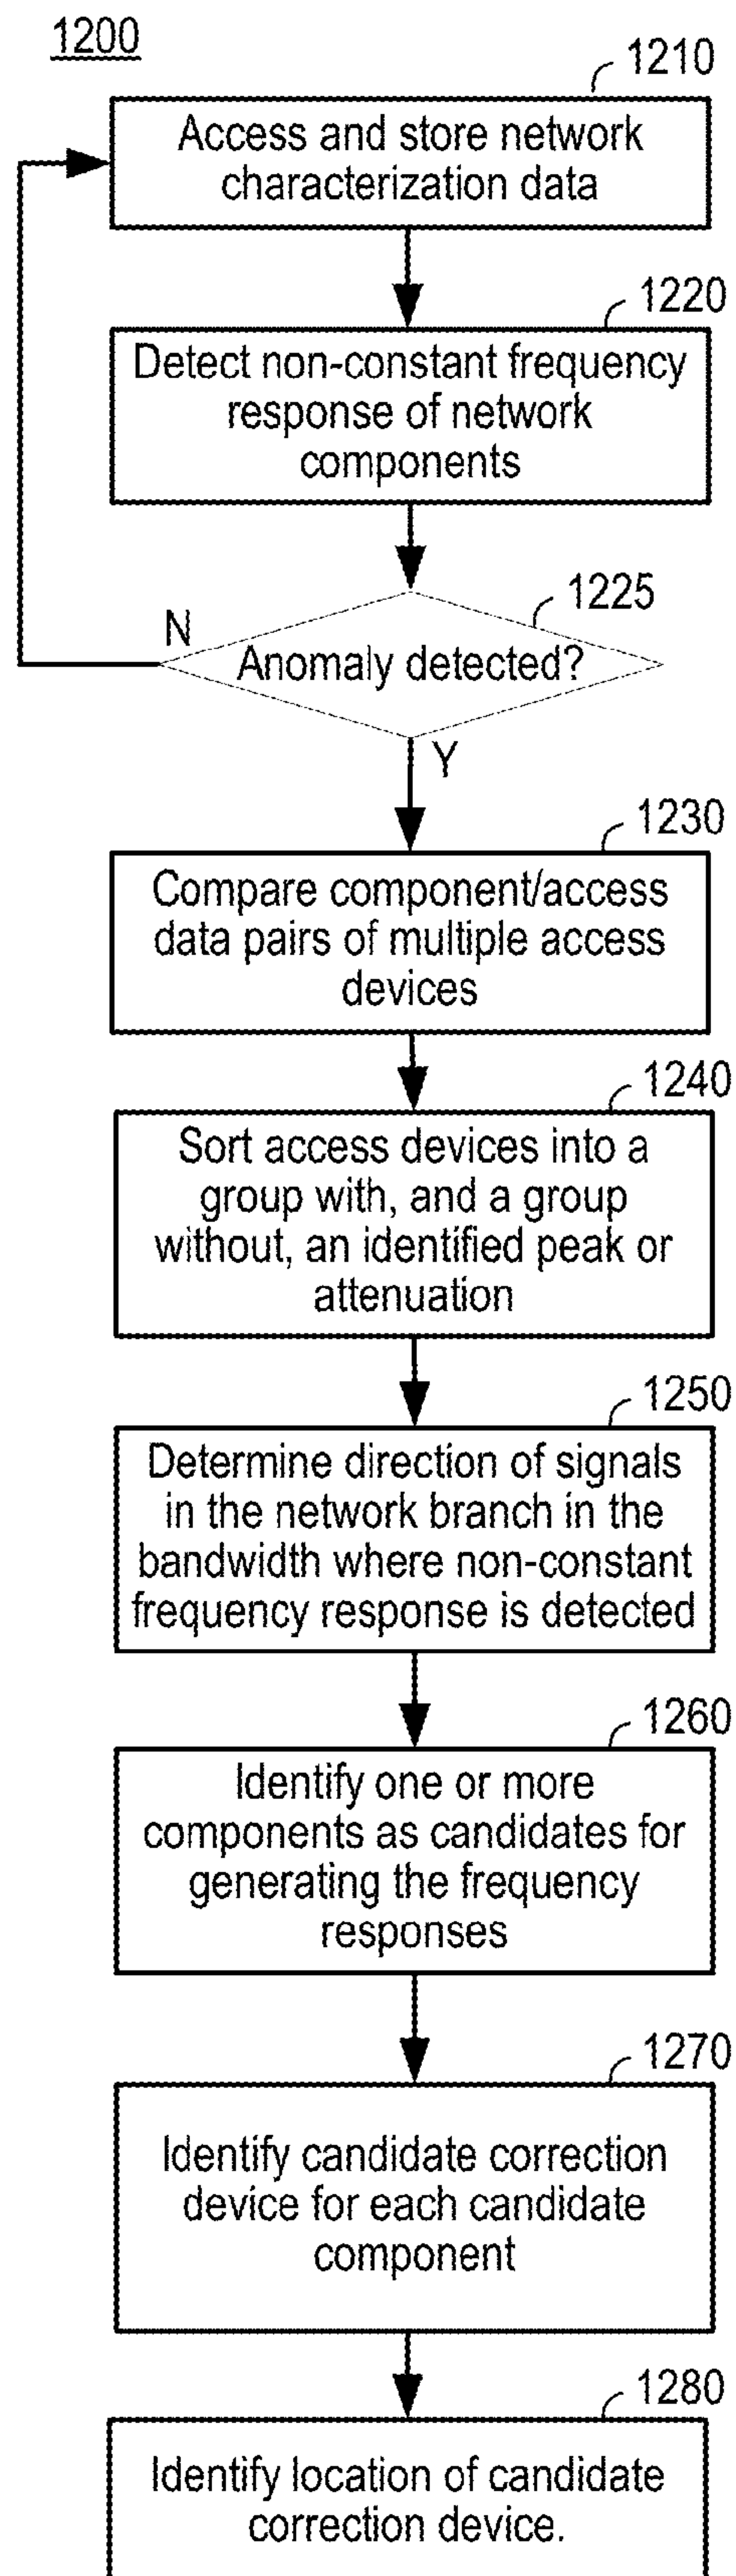 1200
1210
Access and store network
characterization data
1220
Detect non-constant frequency
response of network
components
1225
N
Anomaly detected?
Y
1230
Compare component/access
data pairs of multiple access
devices
1240
Sort access devices into a
group with, and a group
without, an identified peak or
attenuation
1250
Determine direction of signals
in the network branch in the
bandwidth where non-constant
frequency response is detected
1260
Identify one or more
components as candidates for
generating the frequency
responses
1270
Identify candidate correction
device for each candidate
component
1280
Identify location of candidate
correction device.